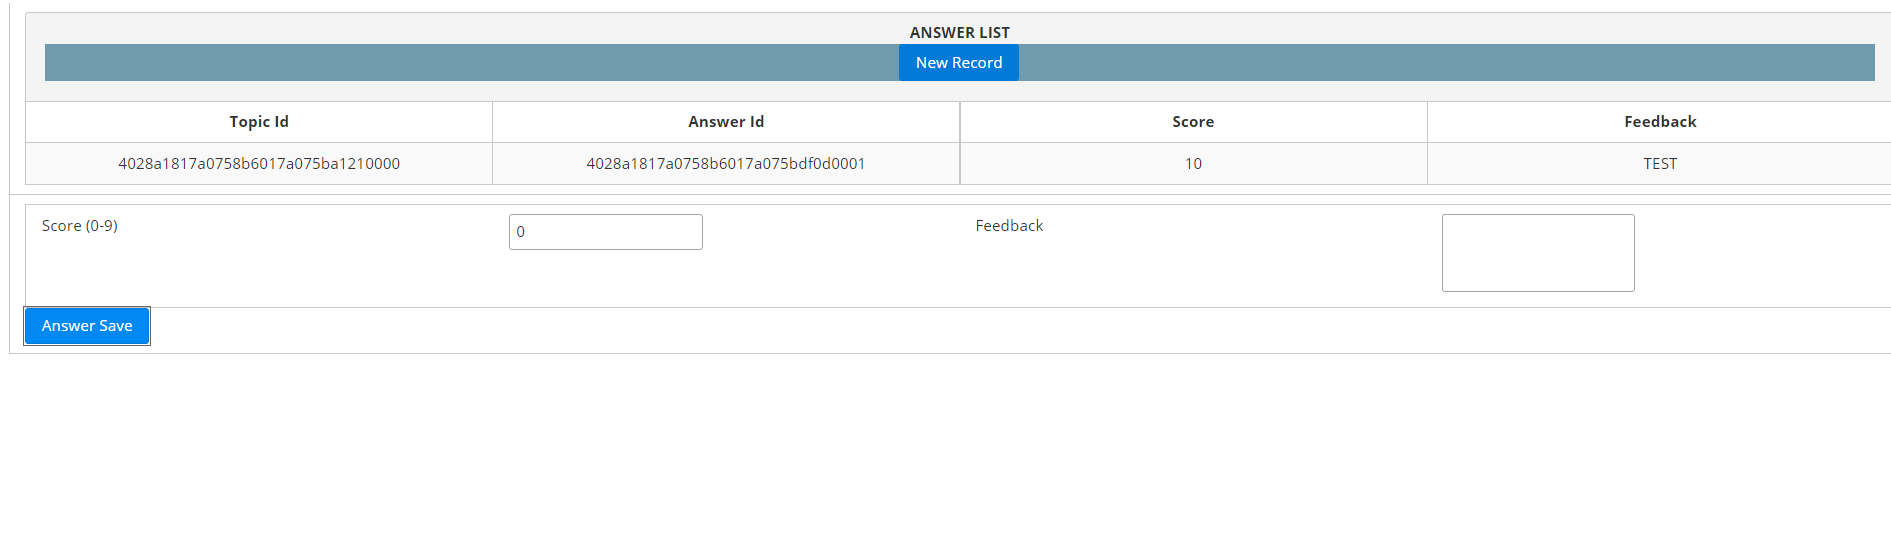 ANSWER LIST
New Record
Topic Id Answer Id Score Feedback
4028a1817a0758b6017a075ba1210000 4028a1817a0758b6017a075bdf0d0001 10 TEST
Score (0-9) 0 Feedback
Answer Save